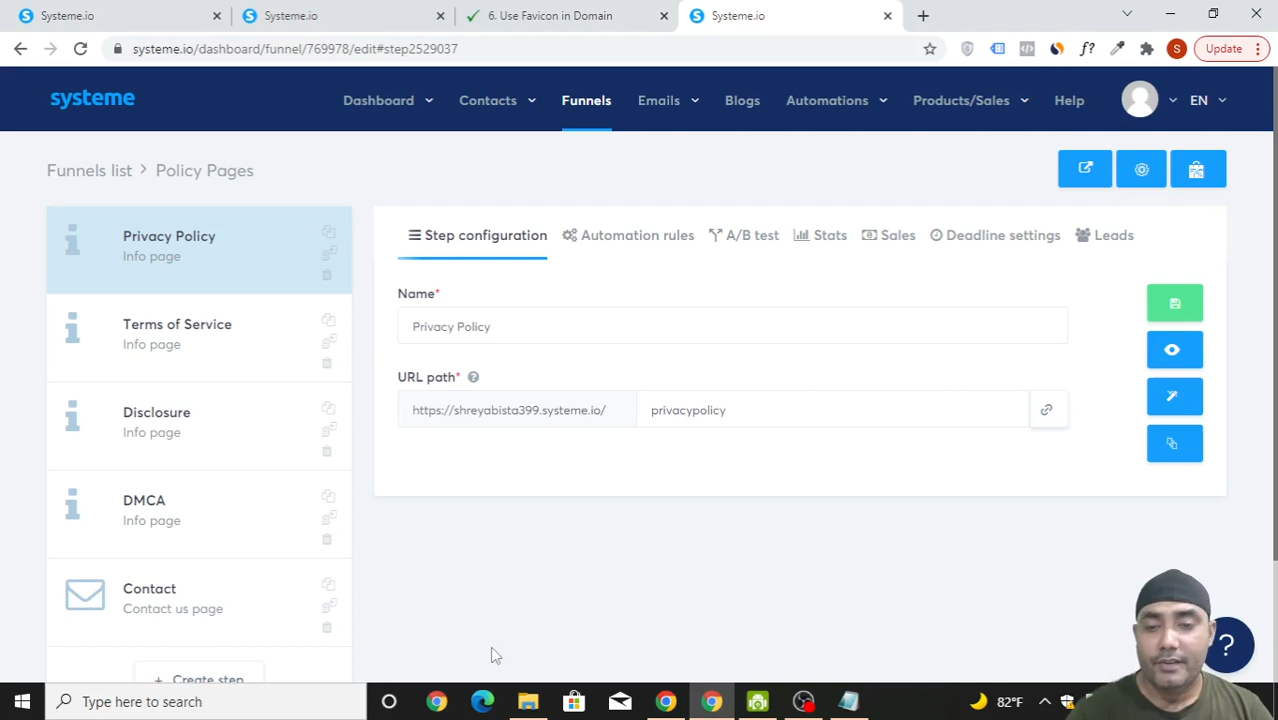 Systeme.io
Systeme.io
6. Use Favicon in Domain
Systeme.io
systeme.io/dashboard/funnel/769978/edit#step2529037
f?
S
Update
systeme
Dashboard
Contacts
Funnels
Emails
Blogs
Automations
Products/Sales
Help
EN
Funnels list > Policy Pages
Privacy Policy
Info page
Terms of Service
Info page
Disclosure
Info page
DMCA
Info page
Contact
Contact us page
+ Create step
Step configuration
Automation rules
A/B test
Stats
Sales
Deadline settings
Leads
Name*
Privacy Policy
URL path* ?
https://shreyabista399.systeme.io/
privacypolicy
?
Type here to search
82°F